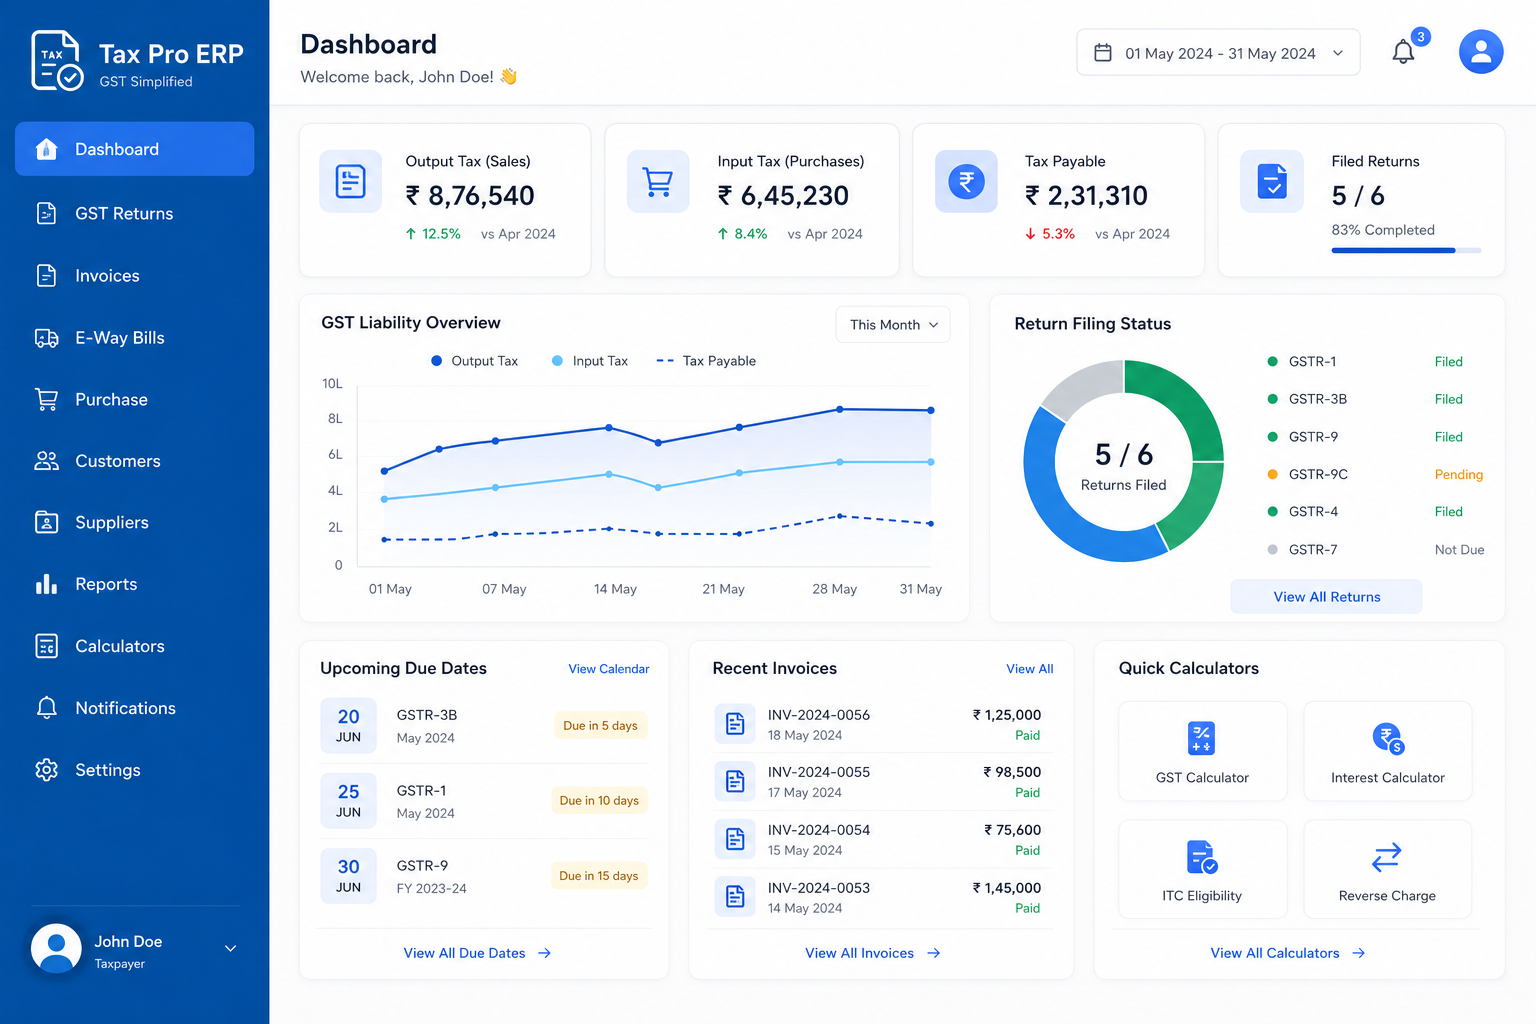 TAX
Tax Pro ERP
GST Simplified
Dashboard
GST Returns
Invoices
E-Way Bills
Purchase
Customers
Suppliers
Reports
Calculators
Notifications
Settings
John Doe
Taxpayer
Dashboard
Welcome back, John Doe! 👋
01 May 2024 - 31 May 2024
3
Output Tax (Sales)
₹ 8,76,540
↑ 12.5% vs Apr 2024
Input Tax (Purchases)
₹ 6,45,230
↑ 8.4% vs Apr 2024
Tax Payable
₹ 2,31,310
↓ 5.3% vs Apr 2024
Filed Returns
5 / 6
83% Completed
GST Liability Overview
This Month
Output Tax Input Tax Tax Payable
10L
8L
6L
4L
2L
0
01 May 07 May 14 May 21 May 28 May 31 May
Return Filing Status
5 / 6
Returns Filed
GSTR-1 Filed
GSTR-3B Filed
GSTR-9 Filed
GSTR-9C Pending
GSTR-4 Filed
GSTR-7 Not Due
View All Returns
Upcoming Due Dates View Calendar
20 JUN
GSTR-3B
May 2024
Due in 5 days
25 JUN
GSTR-1
May 2024
Due in 10 days
30 JUN
GSTR-9
FY 2023-24
Due in 15 days
View All Due Dates →
Recent Invoices View All
INV-2024-0056 ₹ 1,25,000
18 May 2024 Paid
INV-2024-0055 ₹ 98,500
17 May 2024 Paid
INV-2024-0054 ₹ 75,600
15 May 2024 Paid
INV-2024-0053 ₹ 1,45,000
14 May 2024 Paid
View All Invoices →
Quick Calculators
GST Calculator
Interest Calculator
ITC Eligibility
Reverse Charge
View All Calculators →